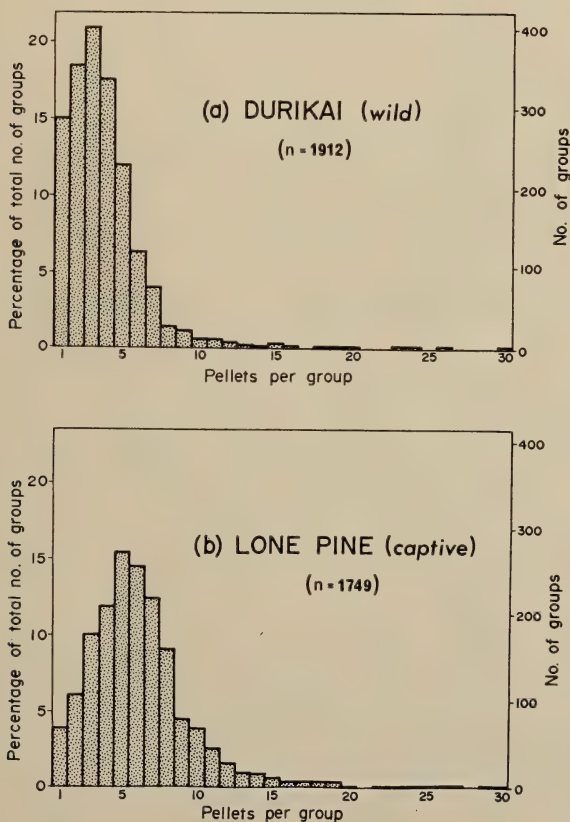 20
15
10
5
0
Percentage of total no. of groups
(a) DURIKAI (wild)
(n = 1912)
400
300
200
100
0
No. of groups
1 5 10 15 20 25 30
Pellets per group
20
15
10
5
0
Percentage of total no. of groups
(b) LONE PINE (captive)
(n = 1749)
400
300
200
100
0
No. of groups
1 5 10 15 20 25 30
Pellets per group